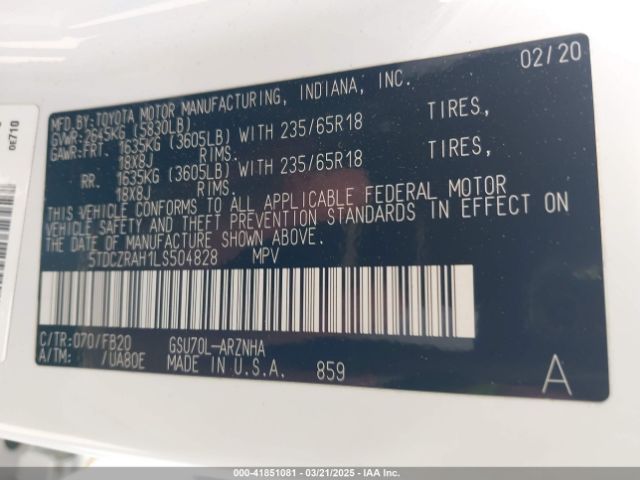 02/20
MFD.BY:TOYOTA MOTOR MANUFACTURING, INDIANA, INC.
GVWR:2645KG (5830LB)
GAWR:FRT. 1635KG (3605LB) WITH 235/65R18 TIRES,
18X8J RIMS.
RR. 1635KG (3605LB) WITH 235/65R18 TIRES,
18X8J RIMS.
THIS VEHICLE CONFORMS TO ALL APPLICABLE FEDERAL MOTOR
VEHICLE SAFETY AND THEFT PREVENTION STANDARDS IN EFFECT ON
THE DATE OF MANUFACTURE SHOWN ABOVE.
5TDCZRAH1LS504828 MPV
C/TR:070/FB20 GSU70L-ARZNHA
A/TM: /UA80E MADE IN U.S.A. 859
A
0E710
000-41851081 - 03/21/2025 - IAA Inc.